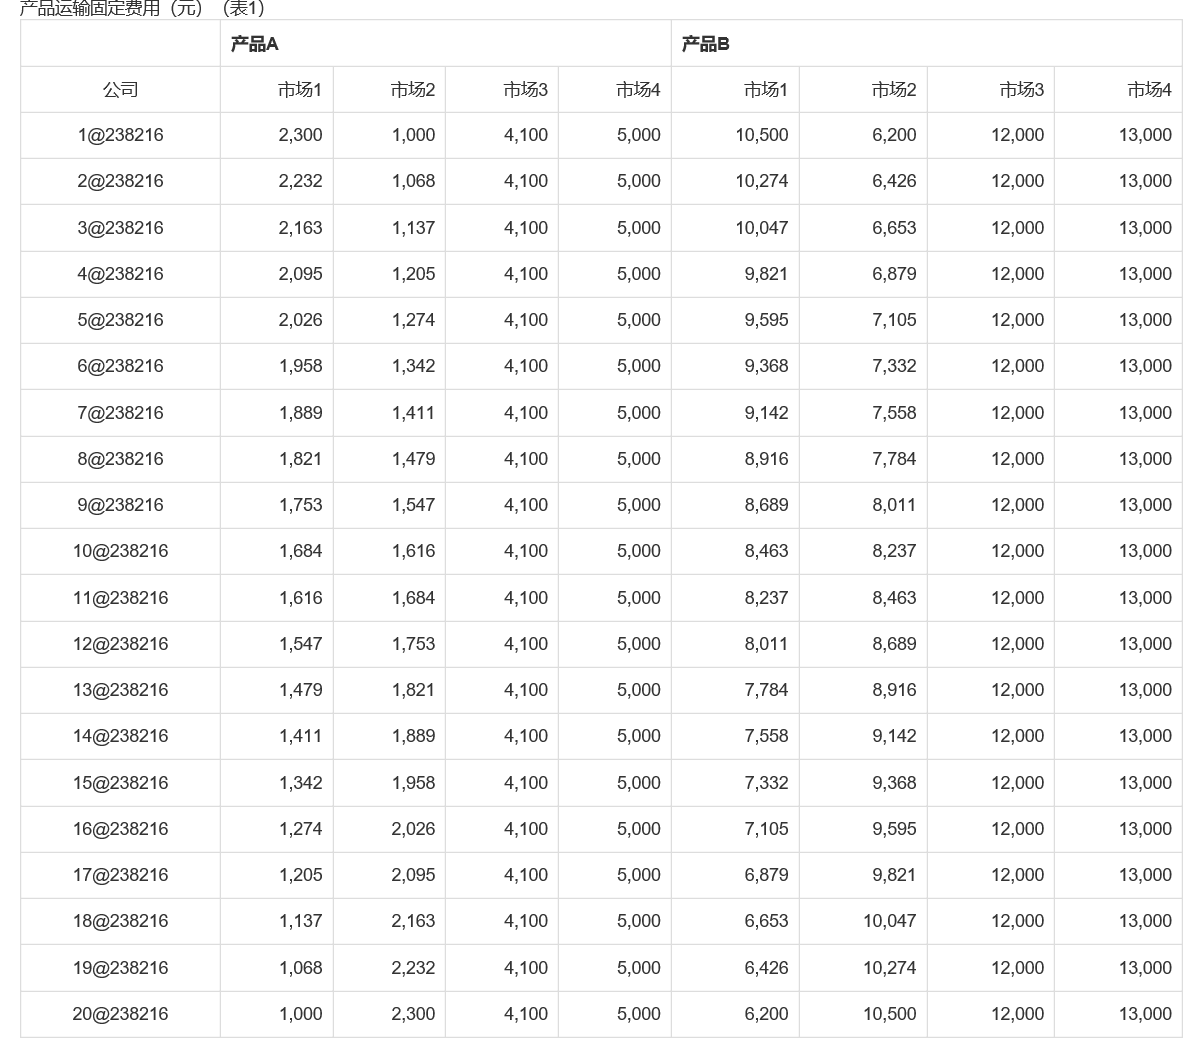 产品运输固定费用（元）（表1）
产品A 产品B
公司 市场1 市场2 市场3 市场4 市场1 市场2 市场3 市场4
1@238216 2,300 1,000 4,100 5,000 10,500 6,200 12,000 13,000
2@238216 2,232 1,068 4,100 5,000 10,274 6,426 12,000 13,000
3@238216 2,163 1,137 4,100 5,000 10,047 6,653 12,000 13,000
4@238216 2,095 1,205 4,100 5,000 9,821 6,879 12,000 13,000
5@238216 2,026 1,274 4,100 5,000 9,595 7,105 12,000 13,000
6@238216 1,958 1,342 4,100 5,000 9,368 7,332 12,000 13,000
7@238216 1,889 1,411 4,100 5,000 9,142 7,558 12,000 13,000
8@238216 1,821 1,479 4,100 5,000 8,916 7,784 12,000 13,000
9@238216 1,753 1,547 4,100 5,000 8,689 8,011 12,000 13,000
10@238216 1,684 1,616 4,100 5,000 8,463 8,237 12,000 13,000
11@238216 1,616 1,684 4,100 5,000 8,237 8,463 12,000 13,000
12@238216 1,547 1,753 4,100 5,000 8,011 8,689 12,000 13,000
13@238216 1,479 1,821 4,100 5,000 7,784 8,916 12,000 13,000
14@238216 1,411 1,889 4,100 5,000 7,558 9,142 12,000 13,000
15@238216 1,342 1,958 4,100 5,000 7,332 9,368 12,000 13,000
16@238216 1,274 2,026 4,100 5,000 7,105 9,595 12,000 13,000
17@238216 1,205 2,095 4,100 5,000 6,879 9,821 12,000 13,000
18@238216 1,137 2,163 4,100 5,000 6,653 10,047 12,000 13,000
19@238216 1,068 2,232 4,100 5,000 6,426 10,274 12,000 13,000
20@238216 1,000 2,300 4,100 5,000 6,200 10,500 12,000 13,000